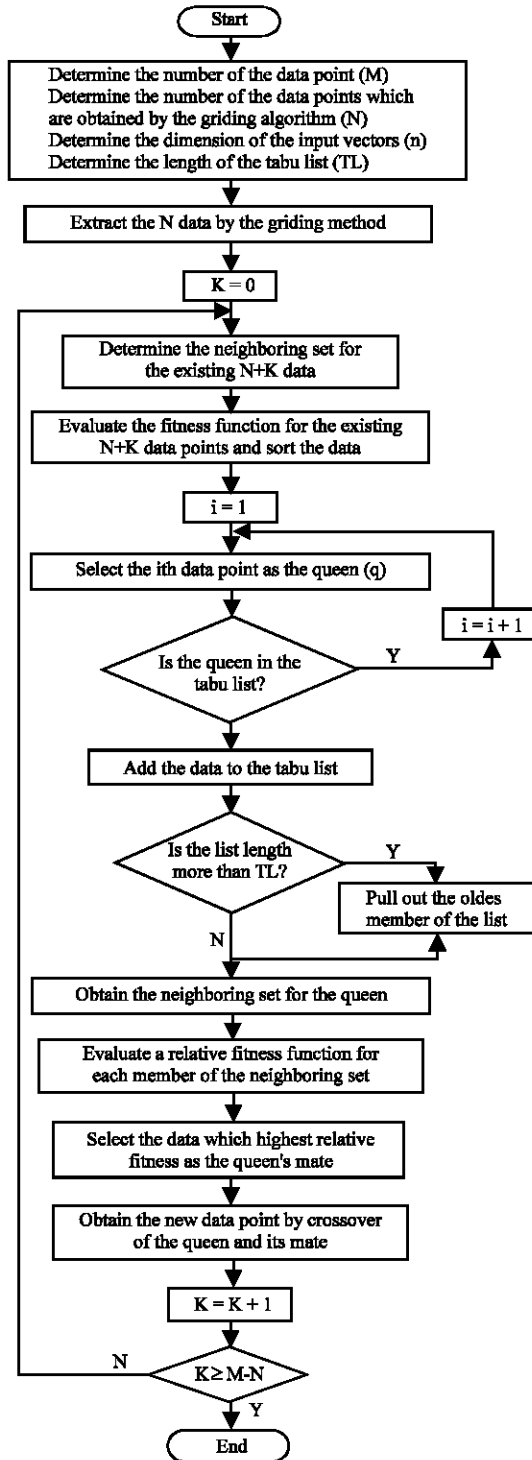 Start
Determine the number of the data point (M)
Determine the number of the data points which
are obtained by the griding algorithm (N)
Determine the dimension of the input vectors (n)
Determine the length of the tabu list (TL)
Extract the N data by the griding method
K = 0
Determine the neighboring set for
the existing N+K data
Evaluate the fitness function for the existing
N+K data points and sort the data
i = 1
Select the ith data point as the queen (q)
i = i + 1
Is the queen in the
tabu list?
Y
Add the data to the tabu list
Is the list length
more than TL?
Y
Pull out the oldes
member of the list
N
Obtain the neighboring set for the queen
Evaluate a relative fitness function for
each member of the neighboring set
Select the data which highest relative
fitness as the queen's mate
Obtain the new data point by crossover
of the queen and its mate
K = K + 1
N
K ≥ M-N
Y
End